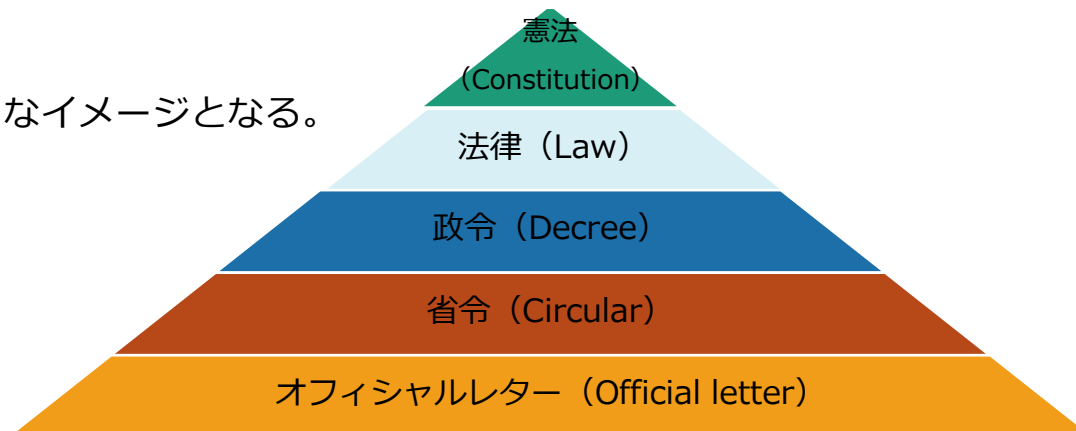 憲法
（Constitution）
なイメージとなる。
法律（Law）
政令（Decree）
省令（Circular）
オフィシャルレター（Official letter）